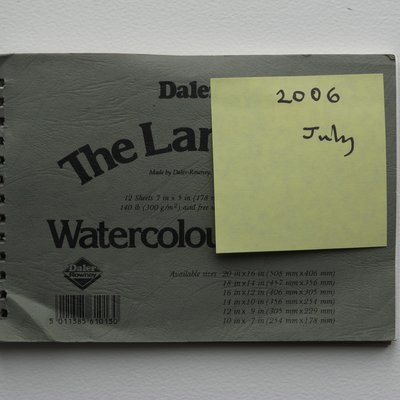 Daler
2006
July
The Lan
Made by Daler-Rowney
12 Sheets 7 in x 5 in (178 m
140 lb (300 g/m²) acid free
Watercolou
Daler
Rowney
Available sizes 20 in x 16 in (508 mm x 406 mm)
18 in x 14 in (457 mm x 356 mm)
16 in x 12 in (406 mm x 305 mm)
14 in x 10 in (356 mm x 254 mm)
12 in x 9 in (305 mm x 229 mm)
10 in x 7 in (254 mm x 178 mm)
5 011385 610150